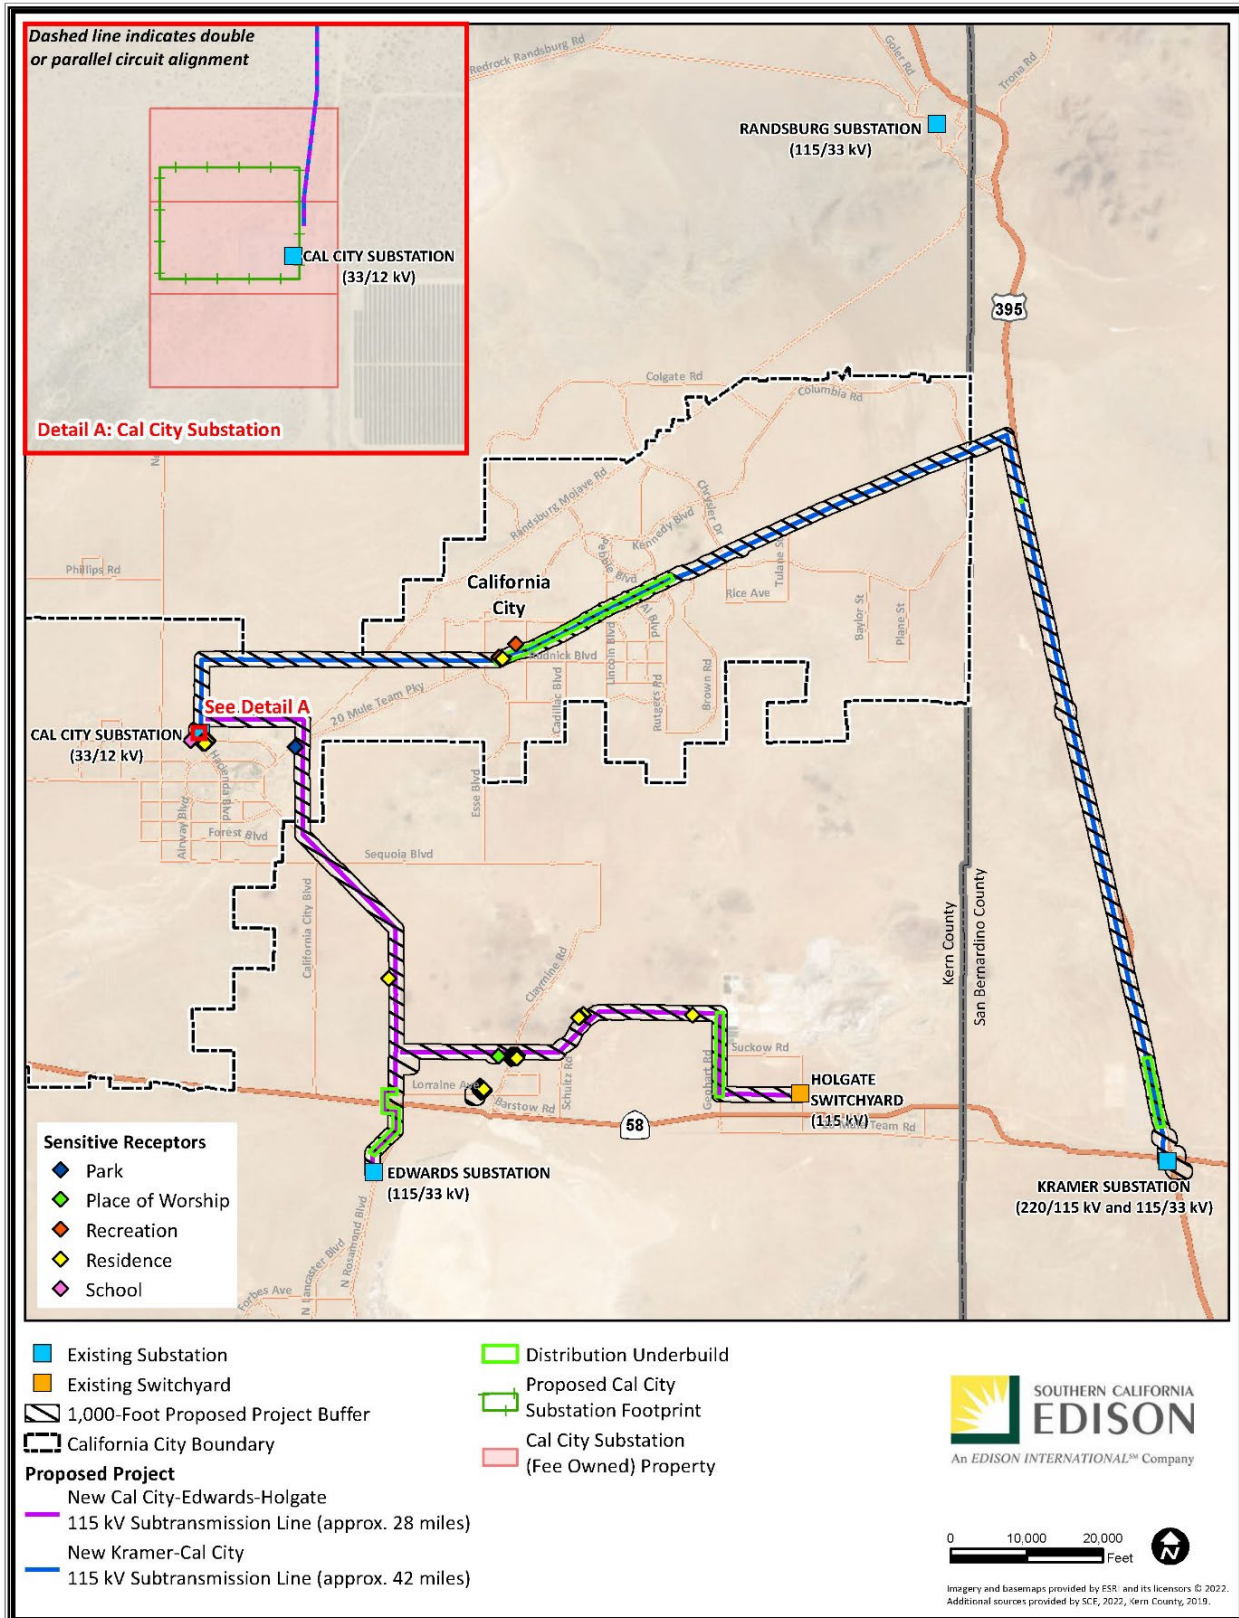 Dashed line indicates double
or parallel circuit alignment
CAL CITY SUBSTATION
(33/12 kV)
Detail A: Cal City Substation
Redrock Randsburg Rd
Goler Rd
Trona Rd
RANDSBURG SUBSTATION
(115/33 kV)
395
Colgate Rd
Columbia Rd
Randsburg Mojave Rd
Chrysler Dr
Kennedy Blvd
Pebble Blvd
Tulane St
Phillips Rd
California
City
Rice Ave
Baylor St
Plane St
Lincoln Blvd
Rutgers Rd
Brown Rd
Cadillac Blvd
20 Mule Team Pky
See Detail A
CAL CITY SUBSTATION
(33/12 kV)
Hacienda Blvd
Airway Blvd
Forest Blvd
Esse Blvd
Sequoia Blvd
California City Blvd
Claymine Rd
Kern County
San Bernardino County
Suckow Rd
Gephart Rd
Schultz Rd
Lorraine Ave
Barstow Rd
HOLGATE
SWITCHYARD
(115 kV)
20 Mule Team Rd
58
EDWARDS SUBSTATION
(115/33 kV)
KRAMER SUBSTATION
(220/115 kV and 115/33 kV)
N Rosamond Blvd
N Lancaster Blvd
Forbes Ave
Sensitive Receptors
Park
Place of Worship
Recreation
Residence
School
Existing Substation
Existing Switchyard
1,000-Foot Proposed Project Buffer
California City Boundary
Proposed Project
New Cal City-Edwards-Holgate
115 kV Subtransmission Line (approx. 28 miles)
New Kramer-Cal City
115 kV Subtransmission Line (approx. 42 miles)
Distribution Underbuild
Proposed Cal City
Substation Footprint
Cal City Substation
(Fee Owned) Property
SOUTHERN CALIFORNIA
EDISON
An EDISON INTERNATIONAL℠ Company
0 10,000 20,000
Feet
N
Imagery and basemaps provided by ESRI and its licensors © 2022.
Additional sources provided by SCE, 2022, Kern County, 2019.